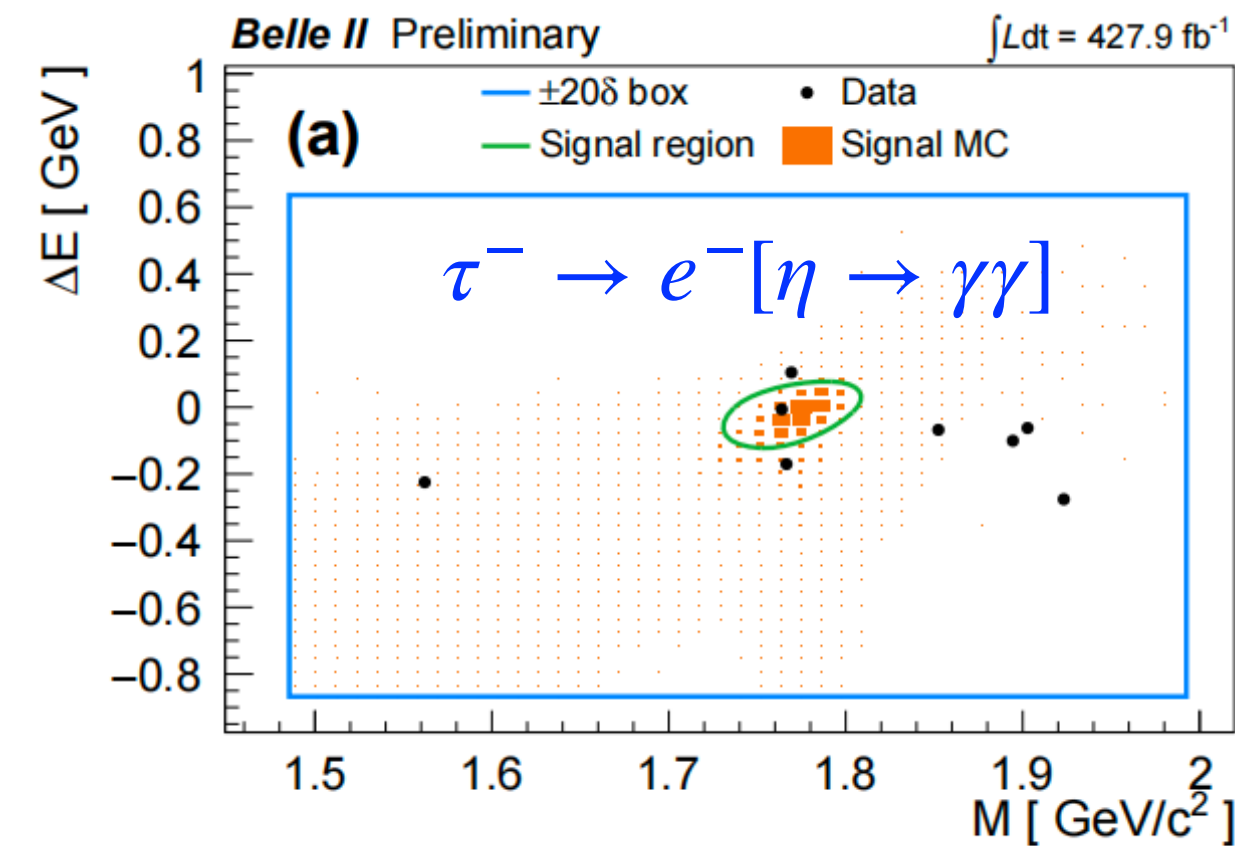 Belle II Preliminary ∫Ldt = 427.9 fb⁻¹
±20δ box Data
(a)
Signal region Signal MC
τ⁻ → e⁻[η → γγ]
ΔE [ GeV ]
1
0.8
0.6
0.4
0.2
0
−0.2
−0.4
−0.6
−0.8
1.5 1.6 1.7 1.8 1.9 2
M [ GeV/c² ]